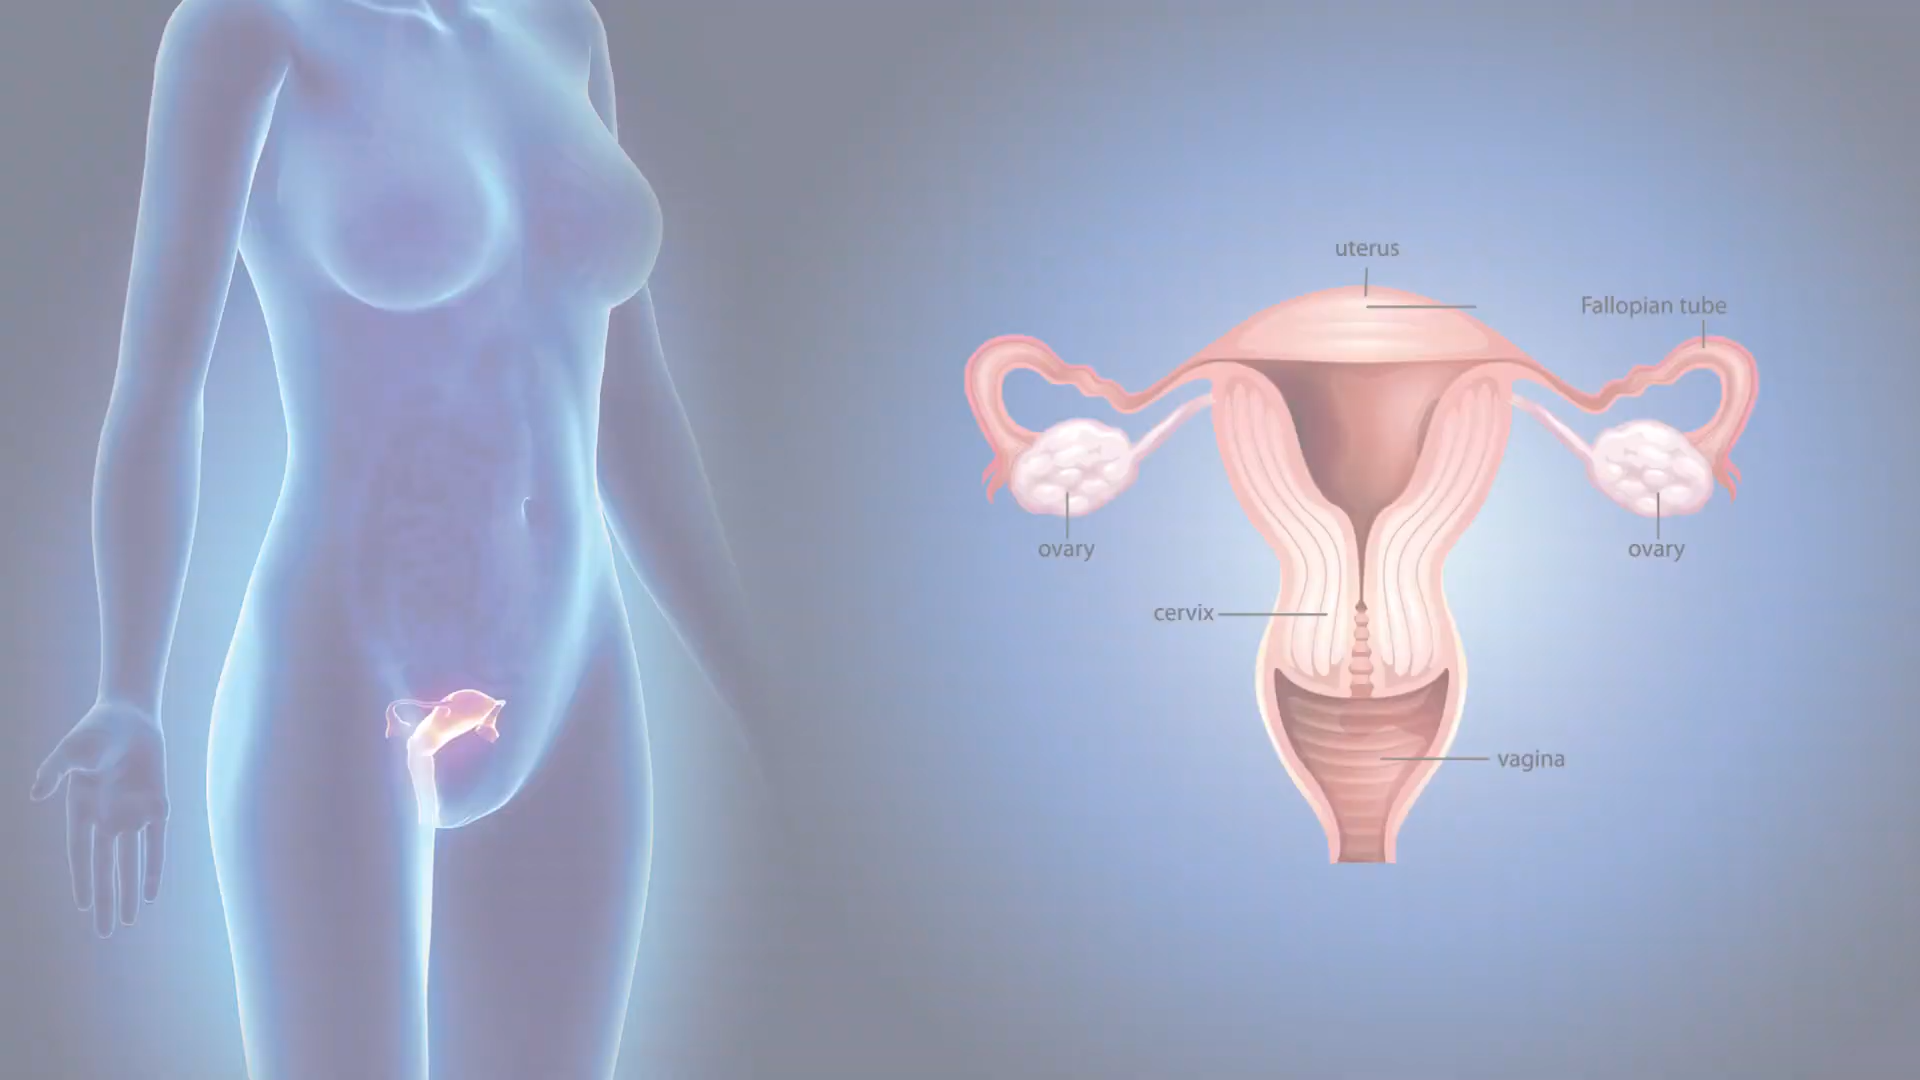 uterus
Fallopian tube
ovary
ovary
cervix
vagina